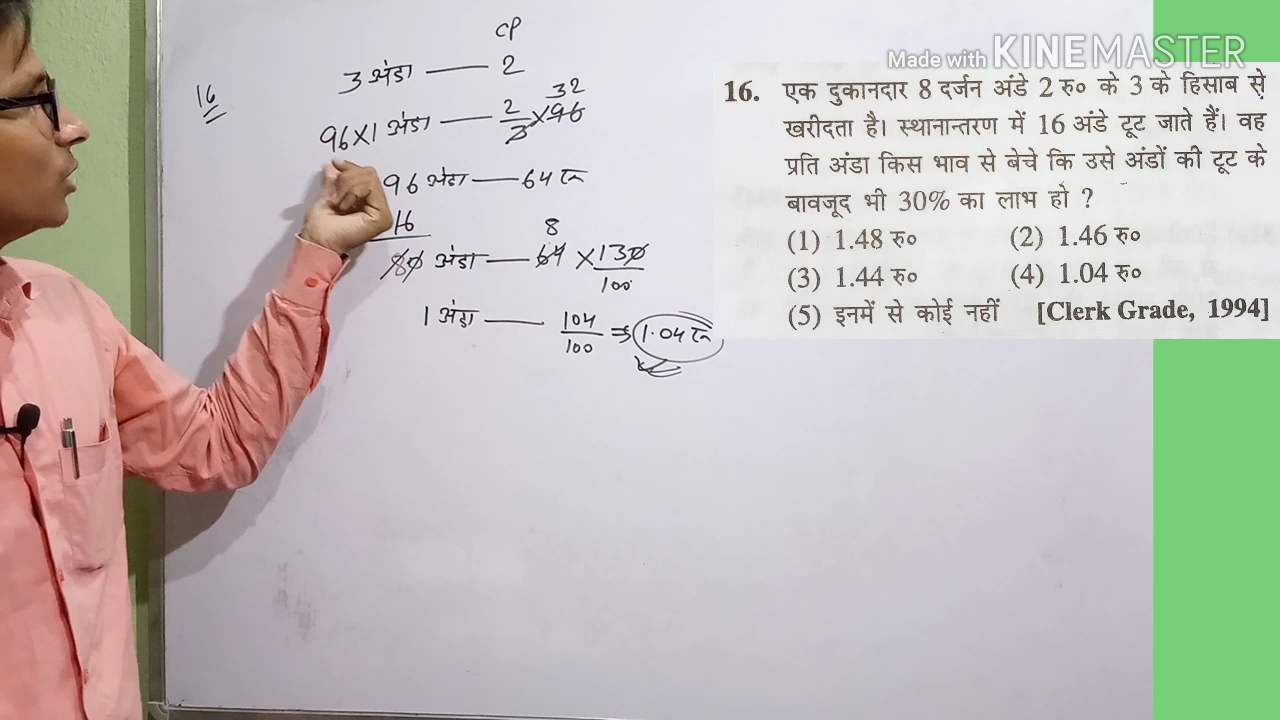 Made with KINEMASTER
16
CP
3 अंडा — 2
32
96×1 अंडा — 2/3 ×96
96 अंडा — 64 रू
16
80 अंडा — 64 × 130/100
8
1 अंडा — 104/100 ⇒ 1.04 रू
16. एक दुकानदार 8 दर्जन अंडे 2 रु० के 3 के हिसाब से
खरीदता है। स्थानान्तरण में 16 अंडे टूट जाते हैं। वह
प्रति अंडा किस भाव से बेचे कि उसे अंडों की टूट के
बावजूद भी 30% का लाभ हो ?
(1) 1.48 रु० (2) 1.46 रु०
(3) 1.44 रु० (4) 1.04 रु०
(5) इनमें से कोई नहीं [Clerk Grade, 1994]